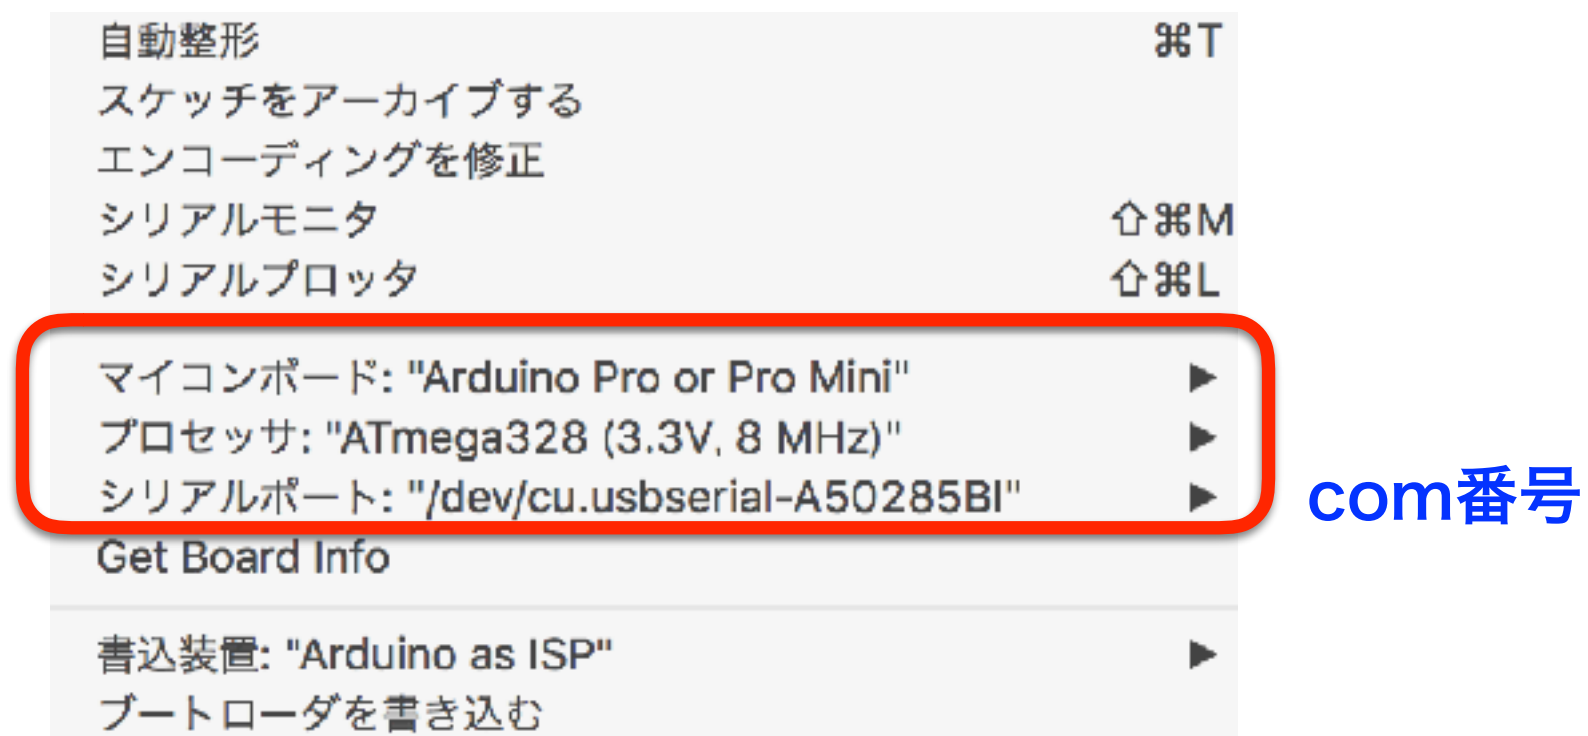 自動整形 ⌘T
スケッチをアーカイブする
エンコーディングを修正
シリアルモニタ ⇧⌘M
シリアルプロッタ ⇧⌘L
マイコンボード: "Arduino Pro or Pro Mini" ▶
プロセッサ: "ATmega328 (3.3V, 8 MHz)" ▶
シリアルポート: "/dev/cu.usbserial-A50285BI" ▶
com番号
Get Board Info
書込装置: "Arduino as ISP" ▶
ブートローダを書き込む